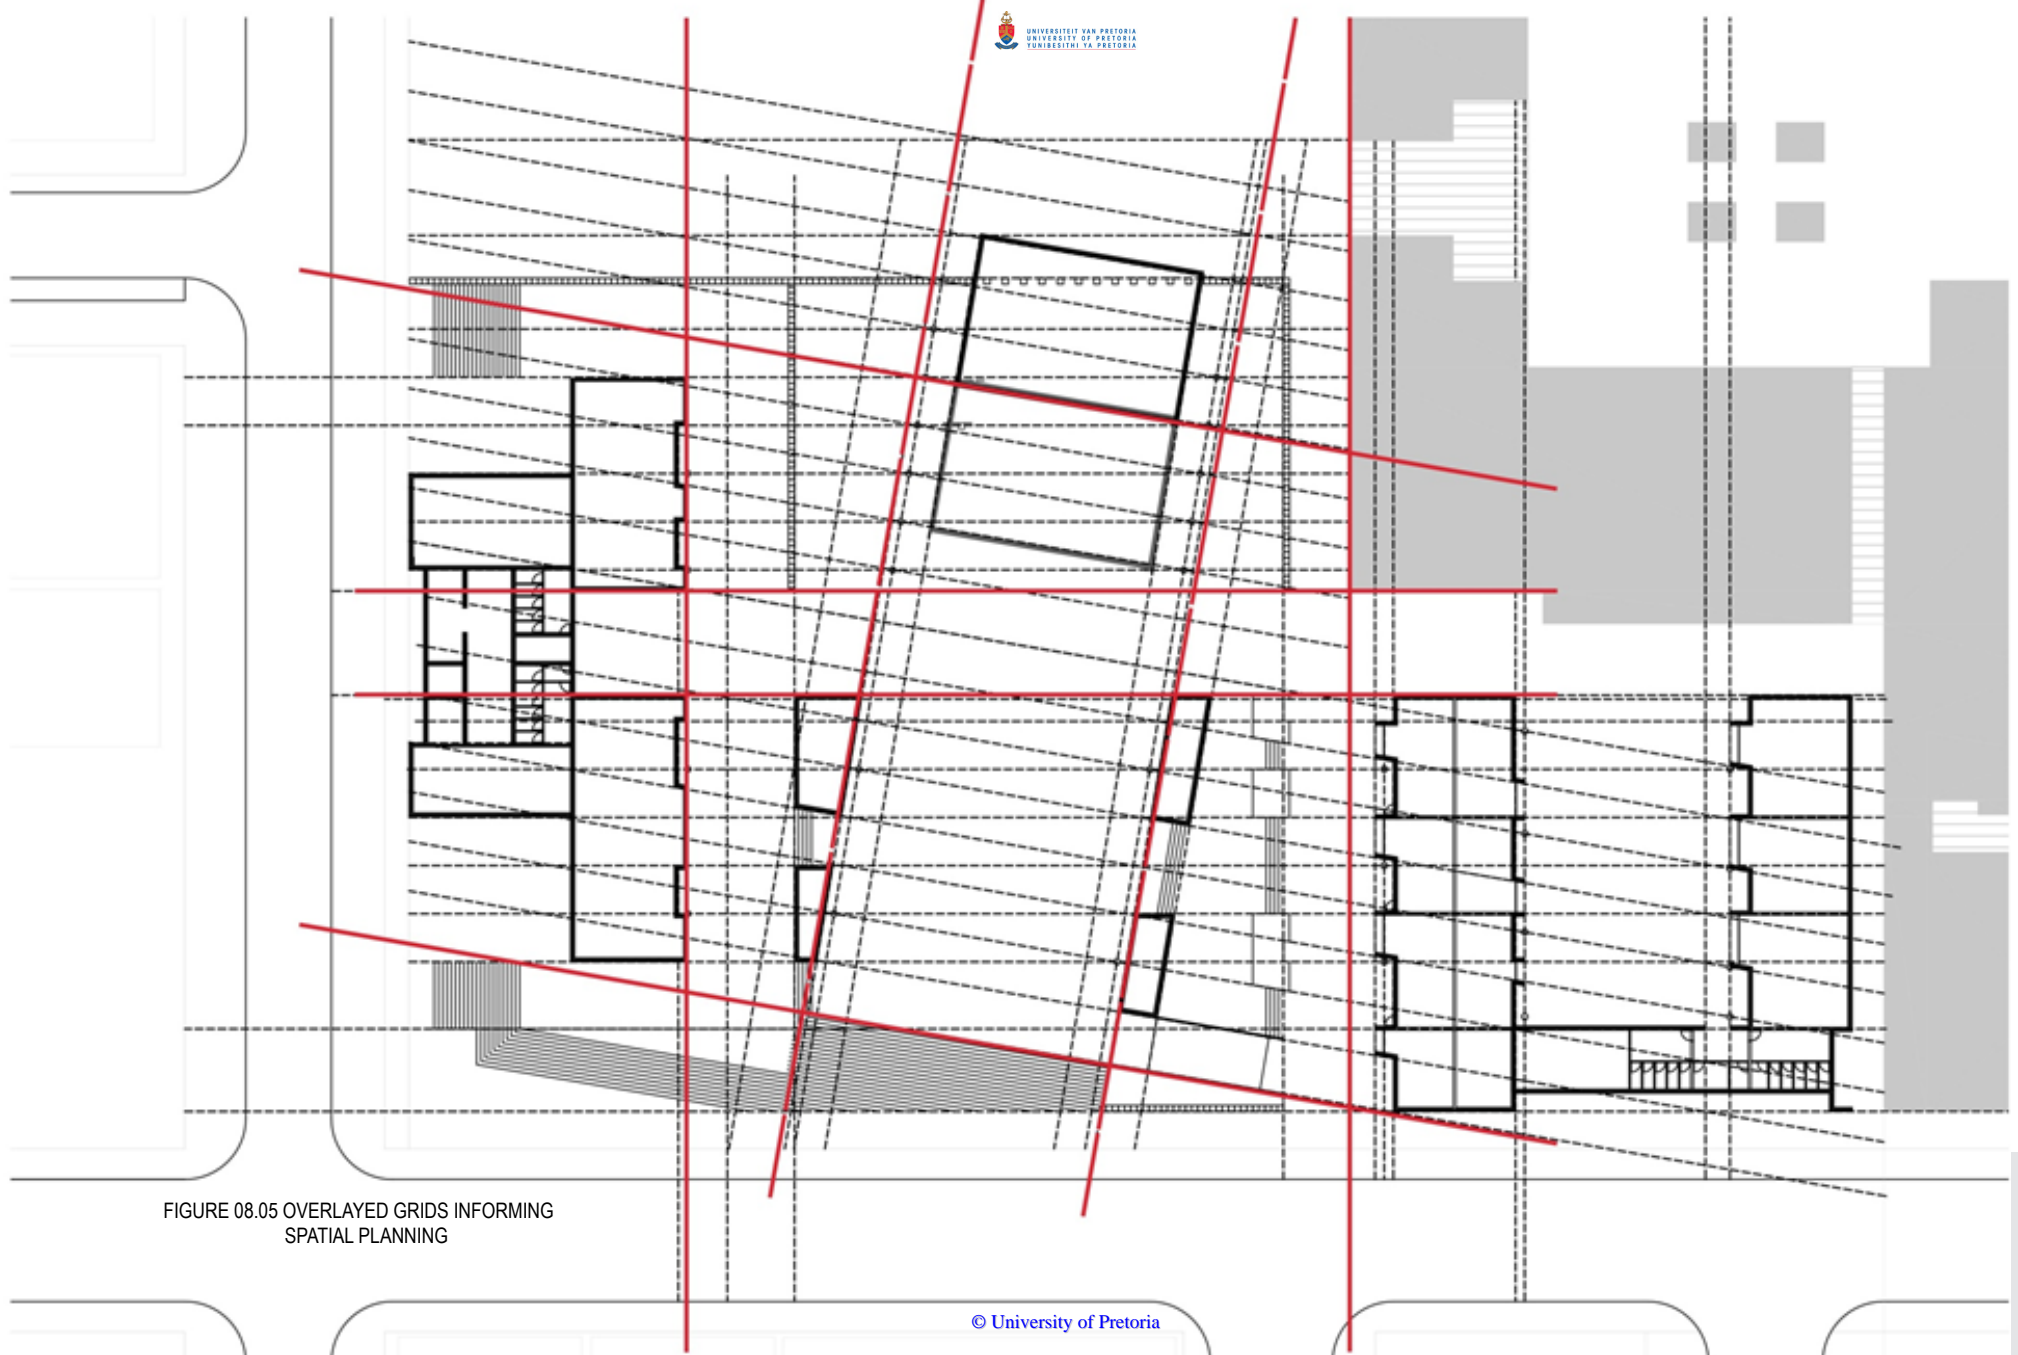 UNIVERSITEIT VAN PRETORIA
UNIVERSITY OF PRETORIA
YUNIBESITHI YA PRETORIA
FIGURE 08.05 OVERLAYED GRIDS INFORMING
SPATIAL PLANNING
© University of Pretoria